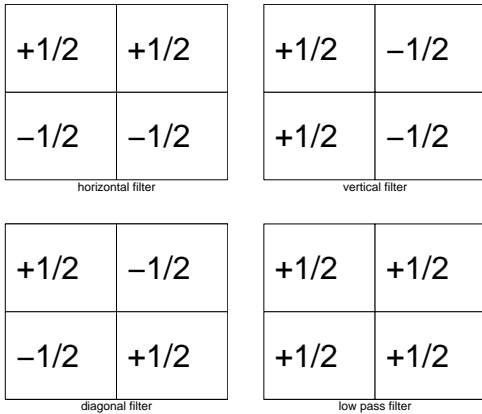 +1/2 +1/2 +1/2 −1/2
−1/2 −1/2 +1/2 −1/2
horizontal filter vertical filter
+1/2 −1/2 +1/2 +1/2
−1/2 +1/2 +1/2 +1/2
diagonal filter low pass filter